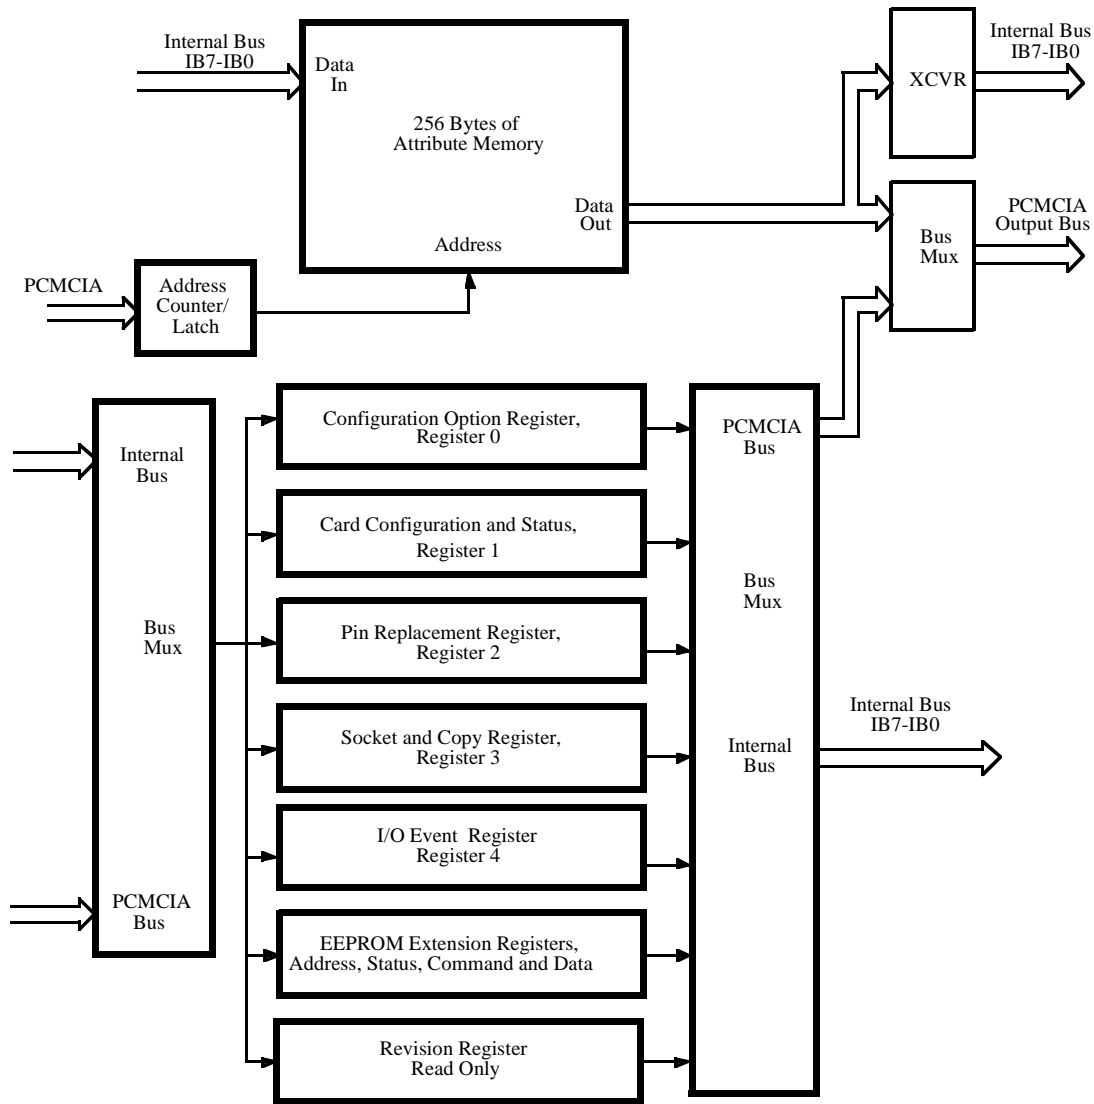 Internal Bus
IB7-IB0
Data
In
256 Bytes of
Attribute Memory
Data
Out
Address
XCVR
Internal Bus
IB7-IB0
Bus
Mux
PCMCIA
Output Bus
PCMCIA
Address
Counter/
Latch
Internal
Bus
Bus
Mux
PCMCIA
Bus
Configuration Option Register,
Register 0
Card Configuration and Status,
Register 1
Pin Replacement Register,
Register 2
Socket and Copy Register,
Register 3
I/O Event Register
Register 4
EEPROM Extension Registers,
Address, Status, Command and Data
Revision Register
Read Only
PCMCIA
Bus
Bus
Mux
Internal
Bus
Internal Bus
IB7-IB0